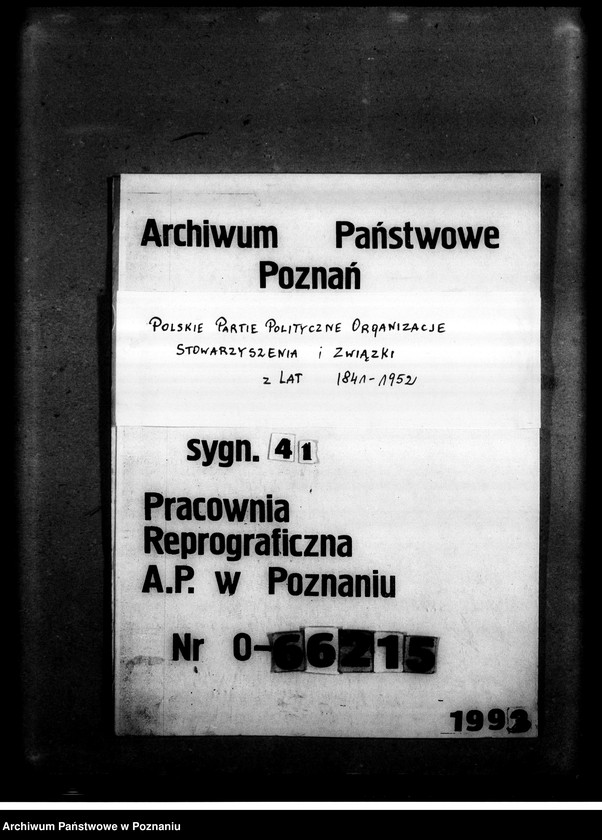 Archiwum Państwowe
Poznań
Polskie Partie Polityczne Organizacje
Stowarzyszenia i Związki
z lat 1841-1952
sygn. 41
Pracownia
Reprograficzna
A.P. w Poznaniu
Nr 0-66215
1993
Archiwum Państwowe w Poznaniu